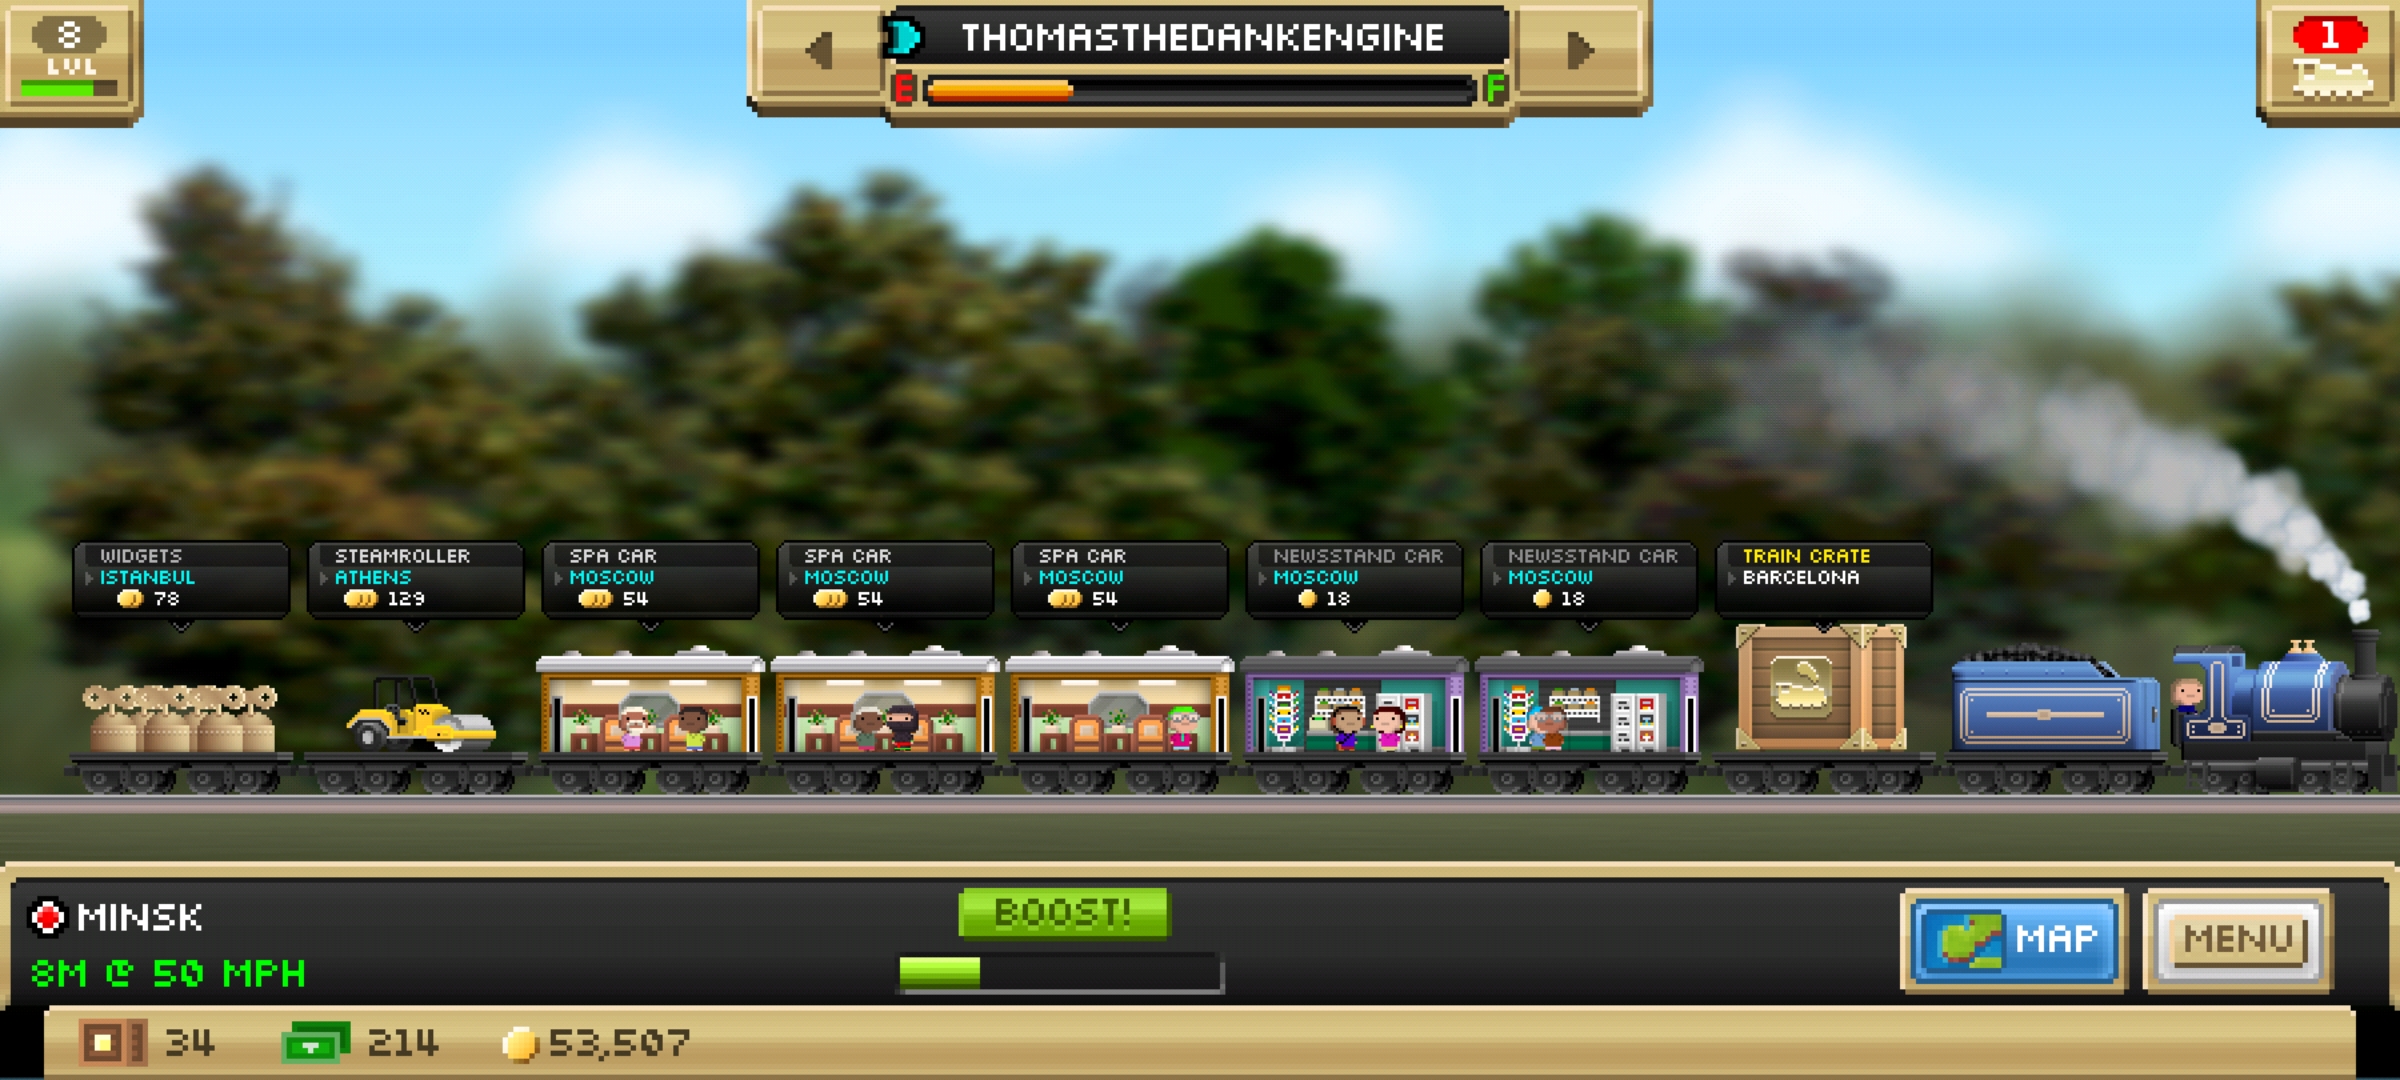 8
LVL
THOMASTHEDANKENGINE
E
F
1
WIDGETS
ISTANBUL
78
STEAMROLLER
ATHENS
129
SPA CAR
MOSCOW
54
SPA CAR
MOSCOW
54
SPA CAR
MOSCOW
54
NEWSSTAND CAR
MOSCOW
18
NEWSSTAND CAR
MOSCOW
18
TRAIN CRATE
BARCELONA
MINSK
8M @ 50 MPH
BOOST!
MAP
MENU
34
214
53,507